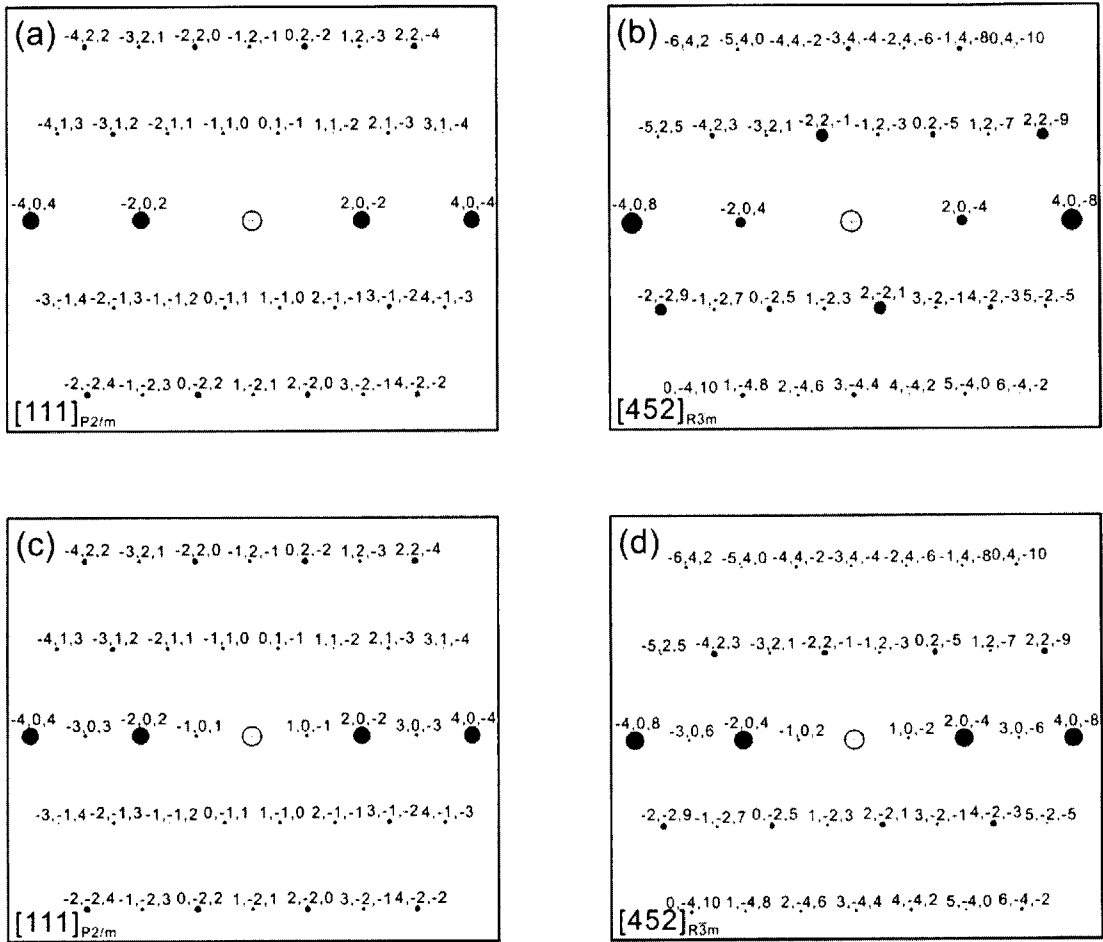 (a)
-4,2,2 -3,2,1 -2,2,0 -1,2,-1 0,2,-2 1,2,-3 2,2,-4
-4,1,3 -3,1,2 -2,1,1 -1,1,0 0,1,-1 1,1,-2 2,1,-3 3,1,-4
-4,0,4 -2,0,2 2,0,-2 4,0,-4
-3,-1,4 -2,-1,3 -1,-1,2 0,-1,1 1,-1,0 2,-1,-1 3,-1,-2 4,-1,-3
-2,-2,4 -1,-2,3 0,-2,2 1,-2,1 2,-2,0 3,-2,-1 4,-2,-2
[111]P2/m
(b)
-6,4,2 -5,4,0 -4,4,-2 -3,4,-4 -2,4,-6 -1,4,-8 0,4,-10
-5,2,5 -4,2,3 -3,2,1 -2,2,-1 -1,2,-3 0,2,-5 1,2,-7 2,2,-9
-4,0,8 -2,0,4 2,0,-4 4,0,-8
-2,-2,9 -1,-2,7 0,-2,5 1,-2,3 2,-2,1 3,-2,-1 4,-2,-3 5,-2,-5
0,-4,10 1,-4,8 2,-4,6 3,-4,4 4,-4,2 5,-4,0 6,-4,-2
[452]R3m
(c)
-4,2,2 -3,2,1 -2,2,0 -1,2,-1 0,2,-2 1,2,-3 2,2,-4
-4,1,3 -3,1,2 -2,1,1 -1,1,0 0,1,-1 1,1,-2 2,1,-3 3,1,-4
-4,0,4 -3,0,3 -2,0,2 -1,0,1 1,0,-1 2,0,-2 3,0,-3 4,0,-4
-3,-1,4 -2,-1,3 -1,-1,2 0,-1,1 1,-1,0 2,-1,-1 3,-1,-2 4,-1,-3
-2,-2,4 -1,-2,3 0,-2,2 1,-2,1 2,-2,0 3,-2,-1 4,-2,-2
[111]P2/m
(d)
-6,4,2 -5,4,0 -4,4,-2 -3,4,-4 -2,4,-6 -1,4,-8 0,4,-10
-5,2,5 -4,2,3 -3,2,1 -2,2,-1 -1,2,-3 0,2,-5 1,2,-7 2,2,-9
-4,0,8 -3,0,6 -2,0,4 -1,0,2 1,0,-2 2,0,-4 3,0,-6 4,0,-8
-2,-2,9 -1,-2,7 0,-2,5 1,-2,3 2,-2,1 3,-2,-1 4,-2,-3 5,-2,-5
0,-4,10 1,-4,8 2,-4,6 3,-4,4 4,-4,2 5,-4,0 6,-4,-2
[452]R3̅m